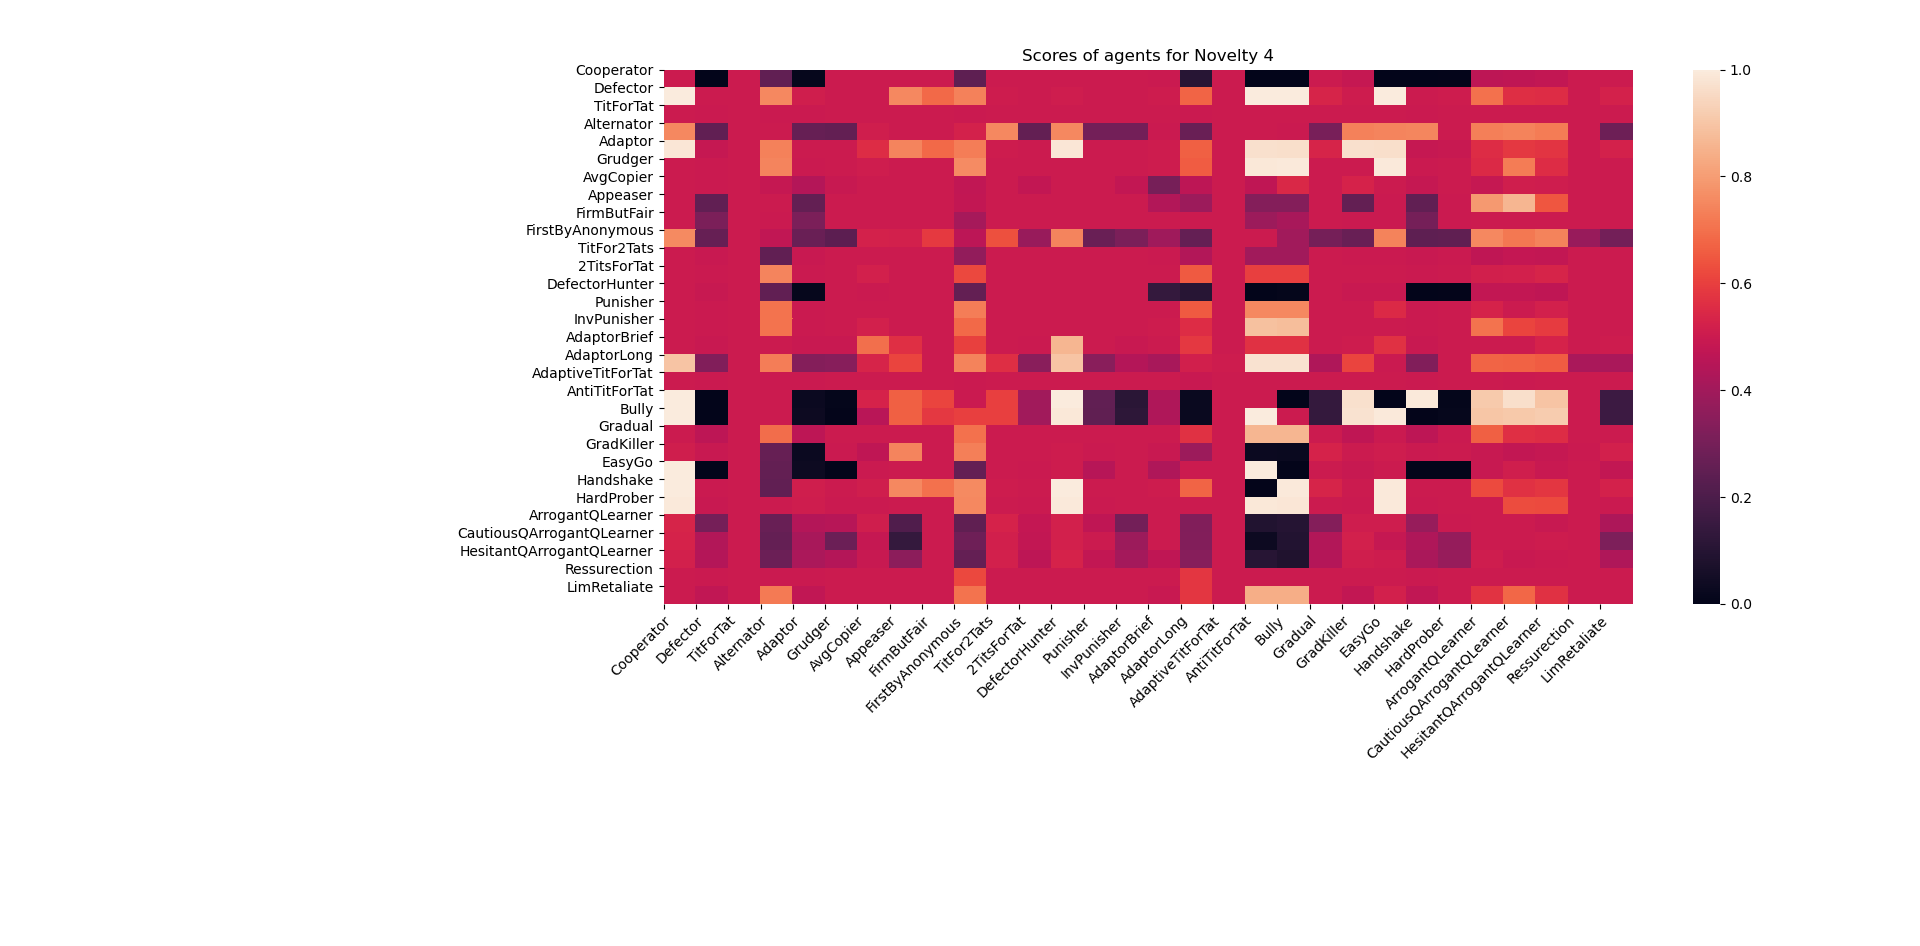 Scores of agents for Novelty 4
Cooperator
Defector
TitForTat
Alternator
Adaptor
Grudger
AvgCopier
Appeaser
FirmButFair
FirstByAnonymous
TitFor2Tats
2TitsForTat
DefectorHunter
Punisher
InvPunisher
AdaptorBrief
AdaptorLong
AdaptiveTitForTat
AntiTitForTat
Bully
Gradual
GradKiller
EasyGo
Handshake
HardProber
ArrogantQLearner
CautiousQArrogantQLearner
HesitantQArrogantQLearner
Ressurection
LimRetaliate
Cooperator
Defector
TitForTat
Alternator
Adaptor
Grudger
AvgCopier
Appeaser
FirmButFair
FirstByAnonymous
TitFor2Tats
2TitsForTat
DefectorHunter
Punisher
InvPunisher
AdaptorBrief
AdaptorLong
AdaptiveTitForTat
AntiTitForTat
Bully
Gradual
GradKiller
EasyGo
Handshake
HardProber
ArrogantQLearner
CautiousQArrogantQLearner
HesitantQArrogantQLearner
Ressurection
LimRetaliate
1.0
0.8
0.6
0.4
0.2
0.0